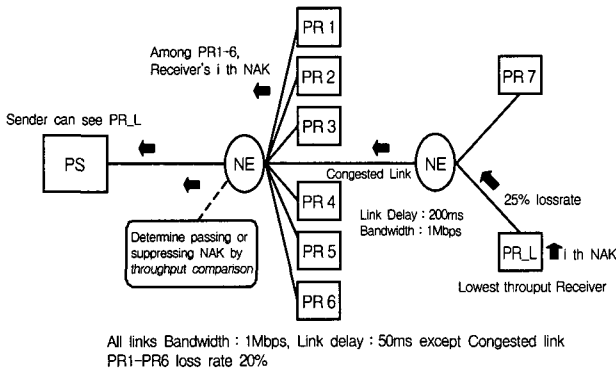 PR 1
Among PR1-6,
Receiver's i th NAK
PR 2
PR 7
Sender can see PR_L
PR 3
PS
NE
NE
Congested Link
25% lossrate
PR 4
Link Delay : 200ms
Bandwidth : 1Mbps
Determine passing or
suppressing NAK by
throughput comparison
PR 5
PR_L
i th NAK
Lowest throuput Receiver
PR 6
All links Bandwidth : 1Mbps, Link delay : 50ms except Congested link
PR1-PR6 loss rate 20%